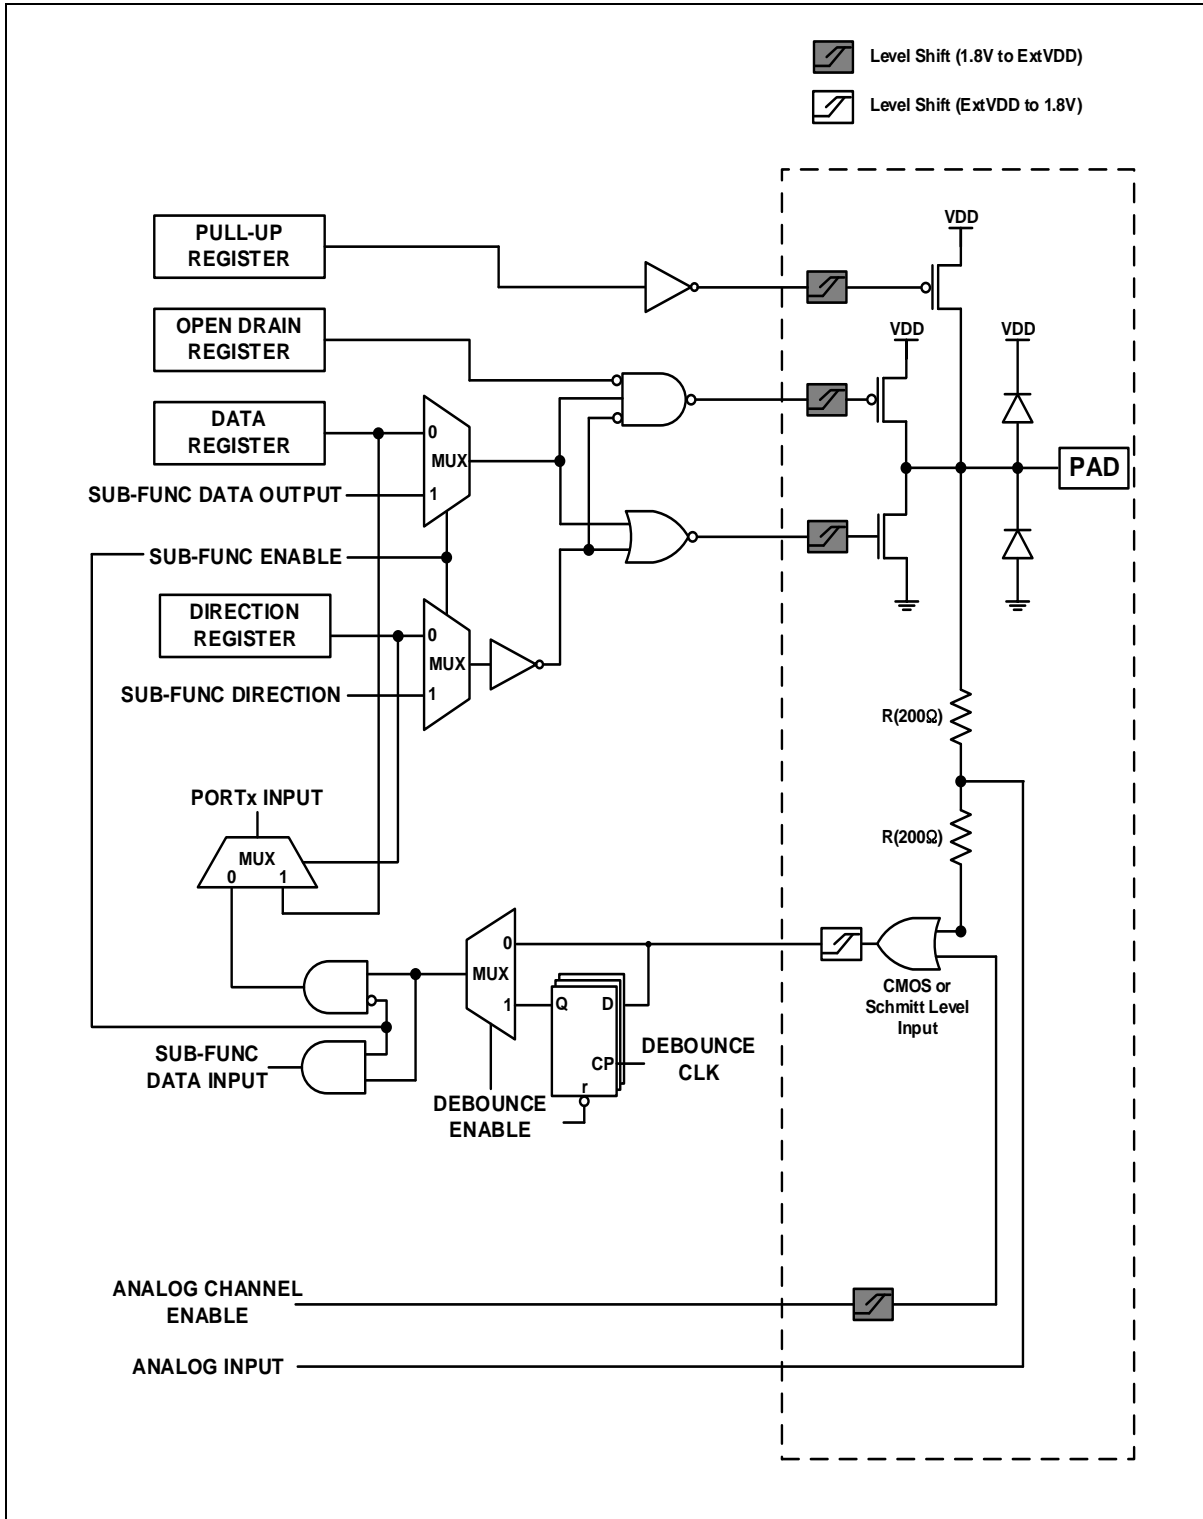 Level Shift (1.8V to ExtVDD)
Level Shift (ExtVDD to 1.8V)
PULL-UP
REGISTER
VDD
OPEN DRAIN
REGISTER
VDD
VDD
DATA
REGISTER
0
MUX
1
SUB-FUNC DATA OUTPUT
PAD
SUB-FUNC ENABLE
DIRECTION
REGISTER
0
MUX
1
SUB-FUNC DIRECTION
R(200Ω)
PORTx INPUT
MUX
0 1
R(200Ω)
0
MUX
1
Q D
CP
r
CMOS or
Schmitt Level
Input
SUB-FUNC
DATA INPUT
DEBOUNCE
CLK
DEBOUNCE
ENABLE
ANALOG CHANNEL
ENABLE
ANALOG INPUT